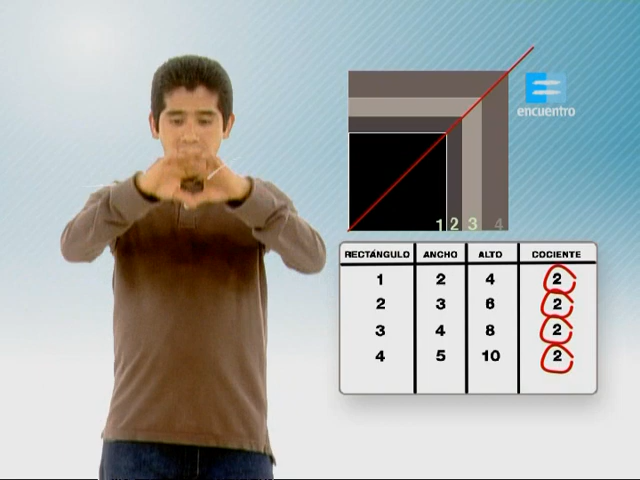 encuentro
1 2 3 4
RECTÁNGULO ANCHO ALTO COCIENTE
1 2 4 2
2 3 6 2
3 4 8 2
4 5 10 2